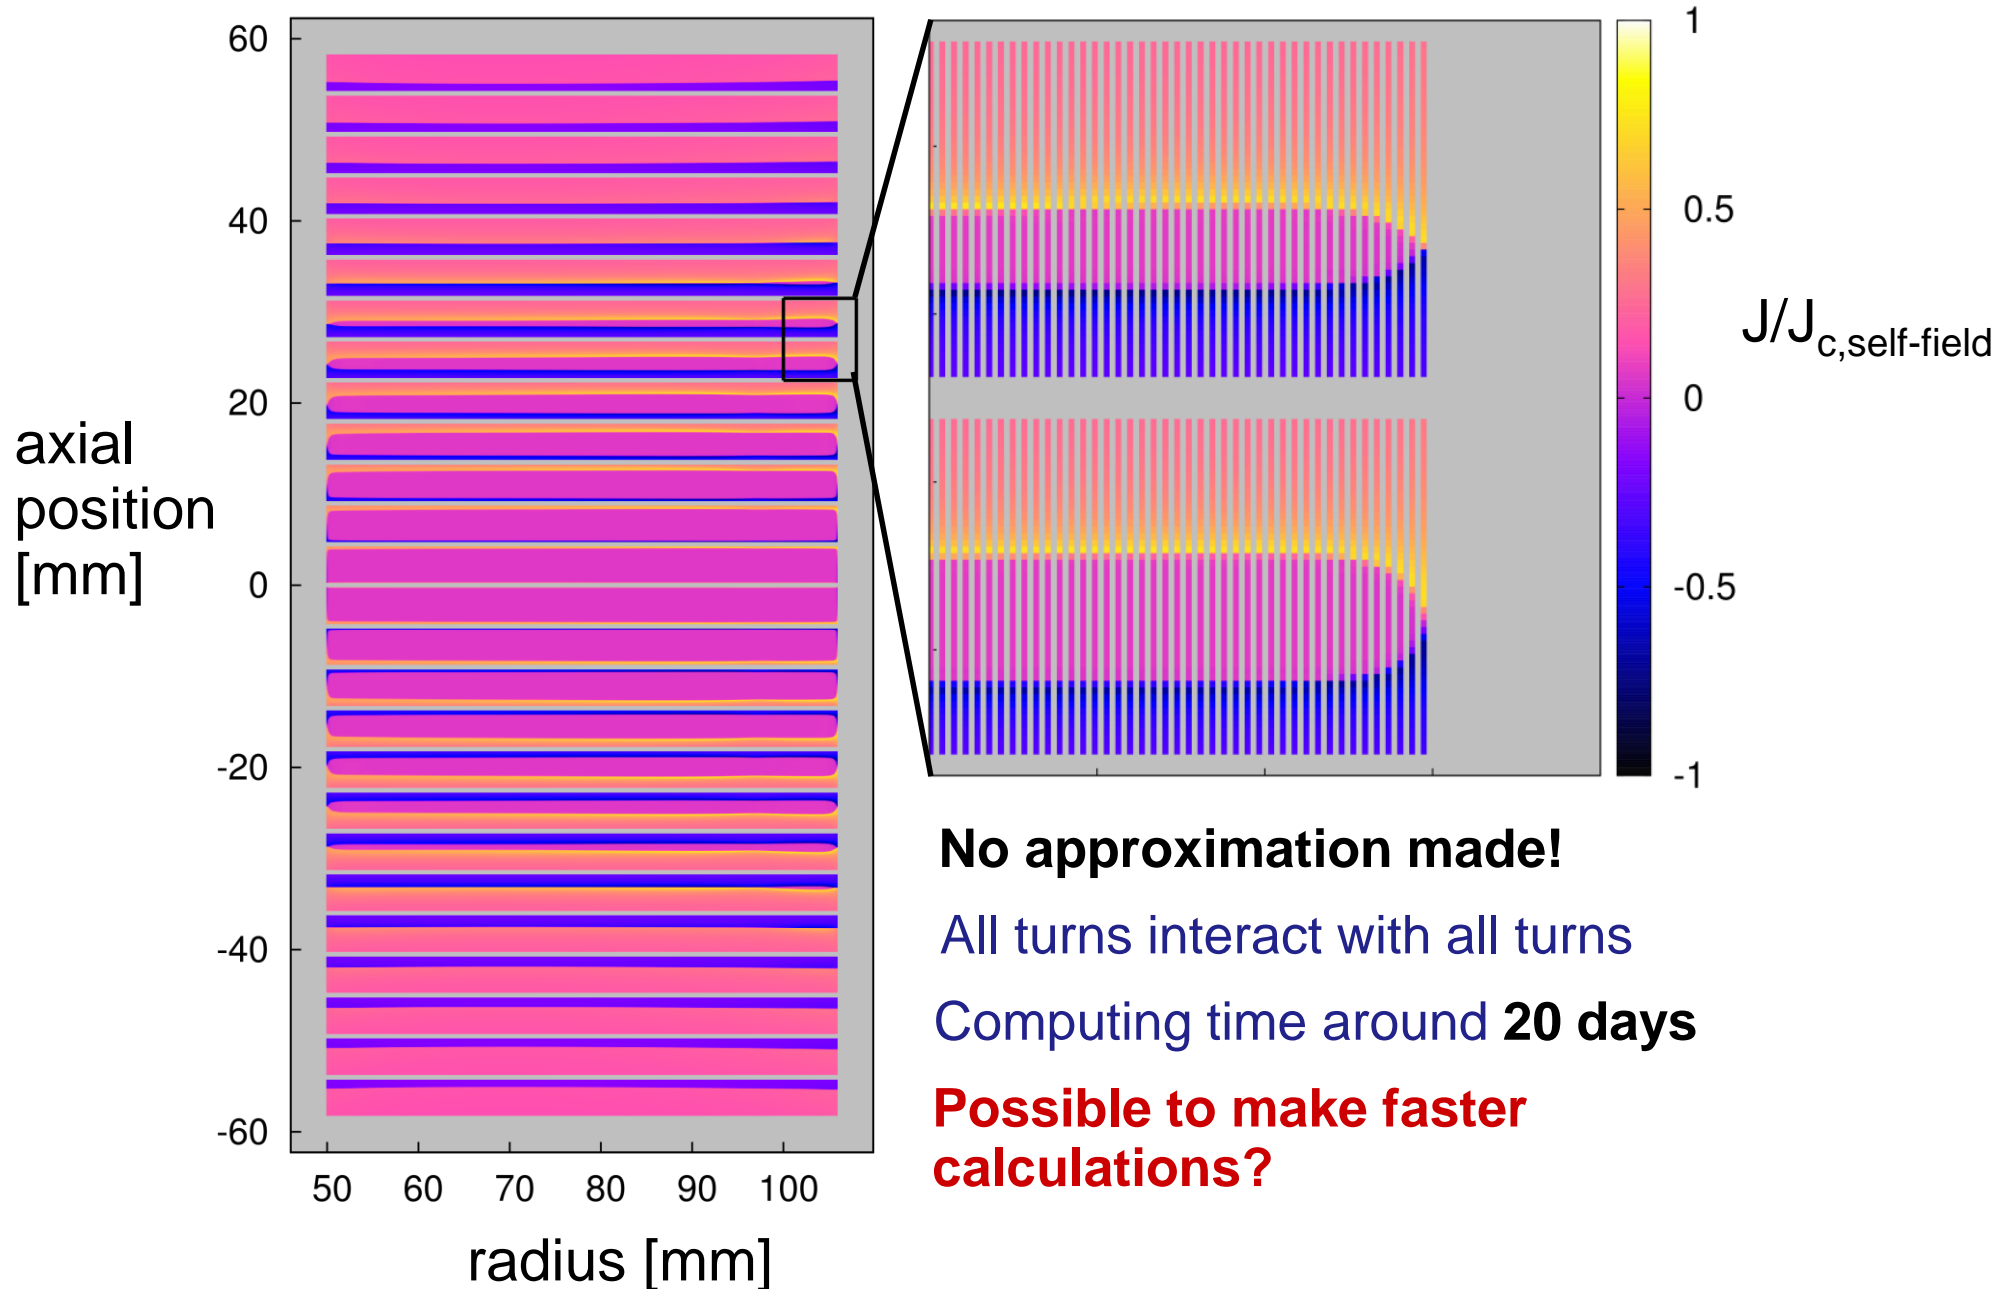 60
40
20
0
-20
-40
-60
axial
position
[mm]
50 60 70 80 90 100
radius [mm]
1
0.5
0
-0.5
-1
J/Jc,self-field
No approximation made!
All turns interact with all turns
Computing time around 20 days
Possible to make faster
calculations?